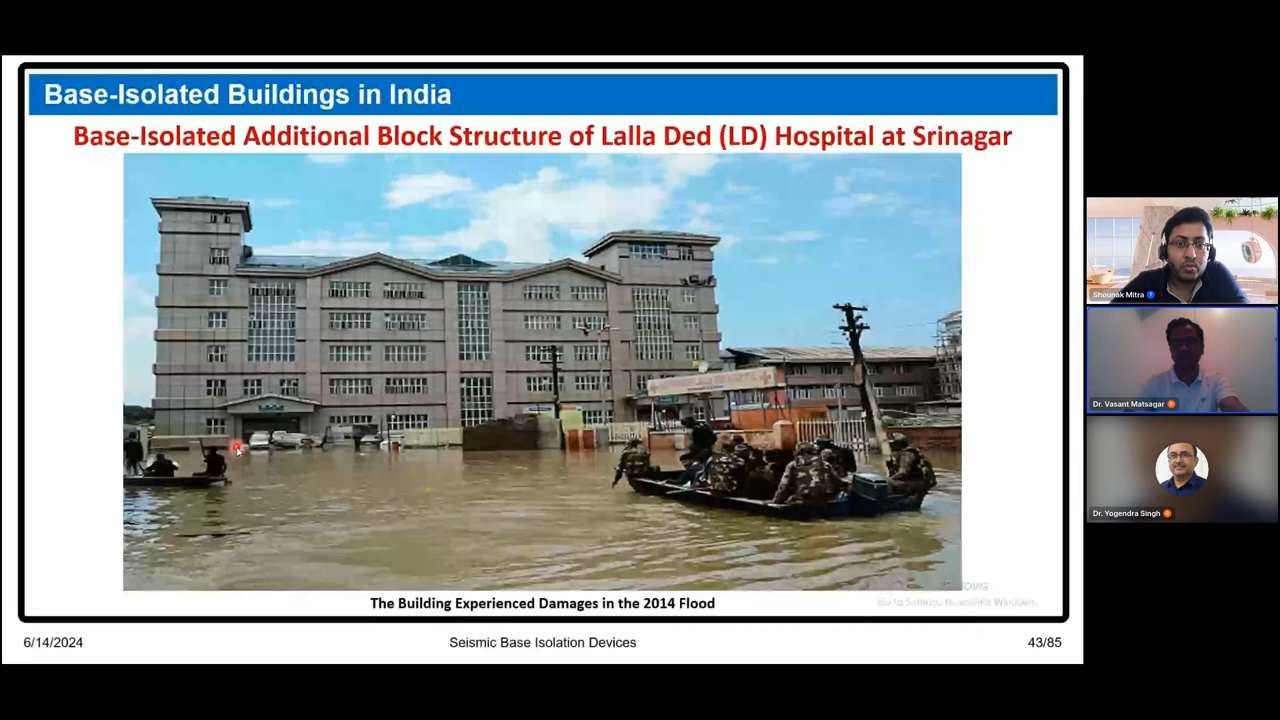 Base-Isolated Buildings in India
Base-Isolated Additional Block Structure of Lalla Ded (LD) Hospital at Srinagar
The Building Experienced Damages in the 2014 Flood
6/14/2024
Seismic Base Isolation Devices
43/85
Shounak Mitra
Dr. Vasant Matsagar
Dr. Yogendra Singh